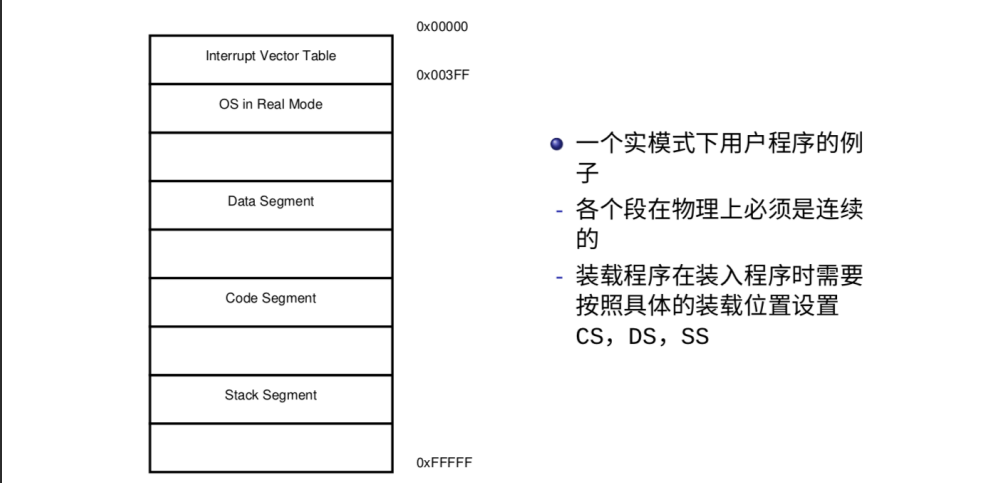 0x00000
Interrupt Vector Table
0x003FF
OS in Real Mode
Data Segment
Code Segment
Stack Segment
0xFFFFF
一个实模式下用户程序的例
子
- 各个段在物理上必须是连续
的
- 装载程序在装入程序时需要
按照具体的装载位置设置
CS，DS，SS